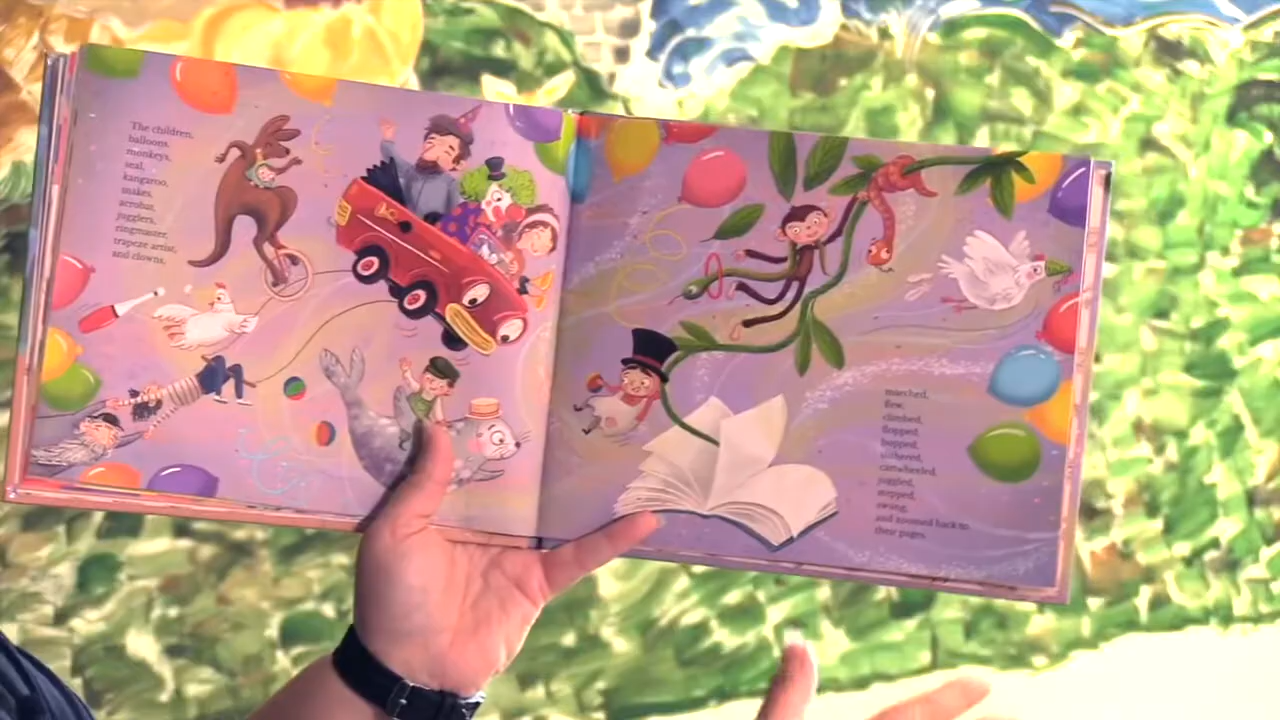 The children,
balloons,
monkeys,
seal,
kangaroo,
snakes,
acrobat,
jugglers,
ringmaster,
trapeze artist,
and clowns,
marched,
flew,
climbed,
flopped,
hopped,
slithered,
cartwheeled,
juggled,
stepped,
swung,
and zoomed back to
their pages.